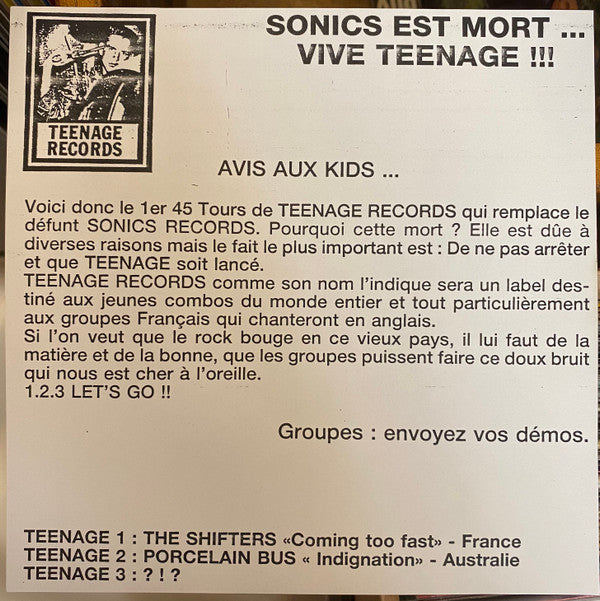 SONICS EST MORT ...
VIVE TEENAGE !!!
TEENAGE
RECORDS
AVIS AUX KIDS ...
Voici donc le 1er 45 Tours de TEENAGE RECORDS qui remplace le
défunt SONICS RECORDS. Pourquoi cette mort ? Elle est dûe à
diverses raisons mais le fait le plus important est : De ne pas arrêter
et que TEENAGE soit lancé.
TEENAGE RECORDS comme son nom l'indique sera un label des-
tiné aux jeunes combos du monde entier et tout particulièrement
aux groupes Français qui chanteront en anglais.
Si l'on veut que le rock bouge en ce vieux pays, il lui faut de la
matière et de la bonne, que les groupes puissent faire ce doux bruit
qui nous est cher à l'oreille.
1.2.3 LET'S GO !!
Groupes : envoyez vos démos.
TEENAGE 1 : THE SHIFTERS «Coming too fast» - France
TEENAGE 2 : PORCELAIN BUS « Indignation» - Australie
TEENAGE 3 : ? ! ?